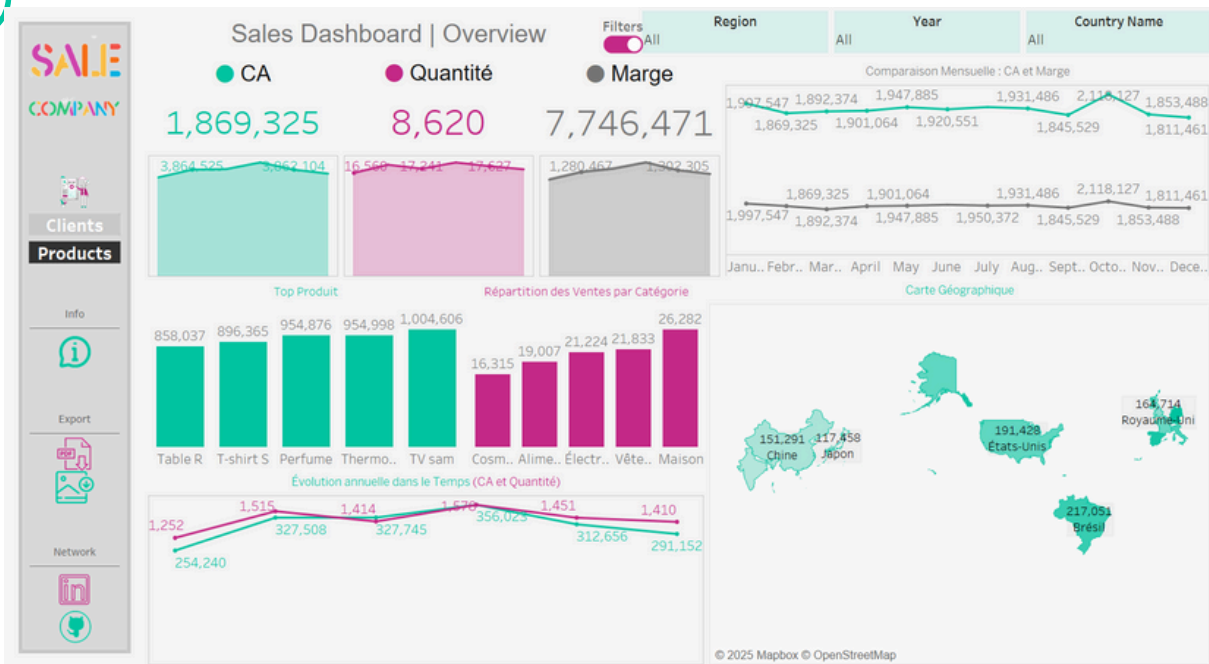 SALE
COMPANY
Clients
Products
Info
Export
PDF
Network
in
Sales Dashboard | Overview
Filters
Region
All
Year
All
Country Name
All
CA
1,869,325
Quantité
8,620
Marge
7,746,471
3,864,525 3,862,104
16,560 17,241 17,627
1,280,467 1,302,305
Comparaison Mensuelle : CA et Marge
1,997,547 1,892,374 1,947,885 1,931,486 2,118,127 1,853,488
1,869,325 1,901,064 1,920,551 1,845,529 1,811,461
1,869,325 1,901,064 1,931,486 2,118,127 1,811,461
1,997,547 1,892,374 1,947,885 1,950,372 1,845,529 1,853,488
Janu.. Febr.. Mar.. April May June July Aug.. Sept.. Octo.. Nov.. Dece..
Top Produit
858,037 896,365 954,876 954,998 1,004,606
Table R T-shirt S Perfume Thermo.. TV sam
Répartition des Ventes par Catégorie
16,315 19,007 21,224 21,833 26,282
Cosm.. Alime.. Électr.. Vête.. Maison
Carte Géographique
151,291
Chine
117,458
Japon
191,428
États-Unis
164,714
Royaume-Uni
217,051
Brésil
Évolution annuelle dans le Temps (CA et Quantité)
1,252 1,515 1,414 1,578 1,451 1,410
254,240 327,508 327,745 356,025 312,656 291,152
© 2025 Mapbox © OpenStreetMap